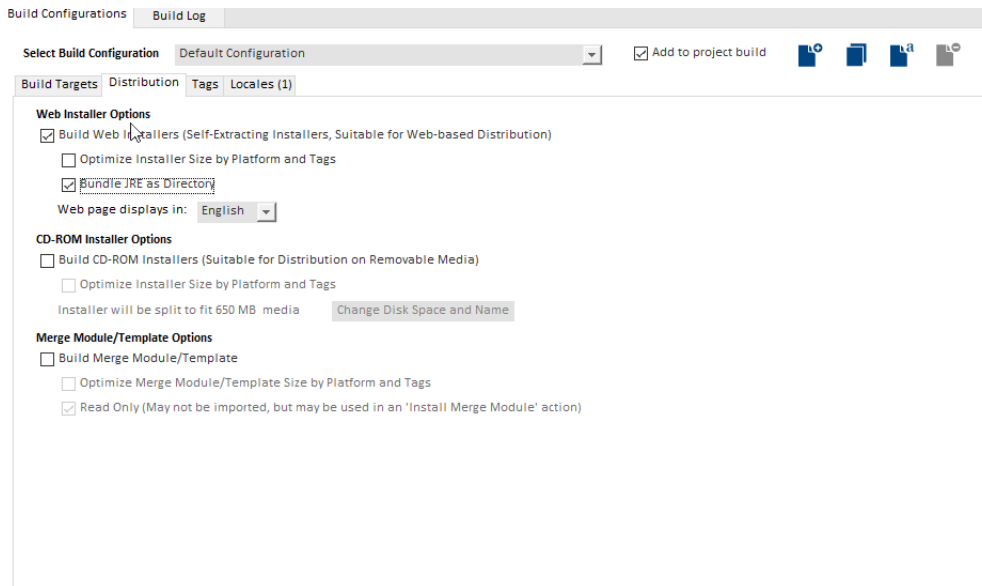 Build Configurations Build Log
Select Build Configuration Default Configuration Add to project build a
Build Targets Distribution Tags Locales (1)
Web Installer Options
Build Web Installers (Self-Extracting Installers, Suitable for Web-based Distribution)
Optimize Installer Size by Platform and Tags
Bundle JRE as Directory
Web page displays in: English
CD-ROM Installer Options
Build CD-ROM Installers (Suitable for Distribution on Removable Media)
Optimize Installer Size by Platform and Tags
Installer will be split to fit 650 MB media Change Disk Space and Name
Merge Module/Template Options
Build Merge Module/Template
Optimize Merge Module/Template Size by Platform and Tags
Read Only (May not be imported, but may be used in an 'Install Merge Module' action)